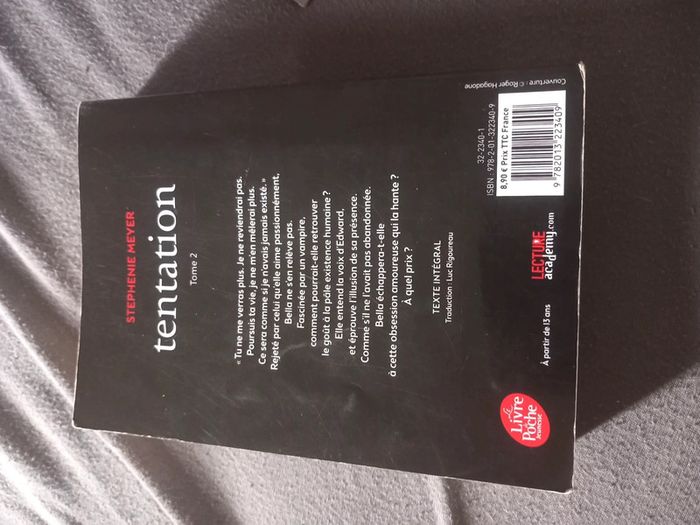 STEPHENIE MEYER
tentation
Tome 2
« Tu ne me verras plus. Je ne reviendrai pas.
Poursuis ta vie, je ne m'en mêlerai plus.
Ce sera comme si je n'avais jamais existé. »
Rejeté par celui qu'elle aime passionnément,
Bella ne s'en relève pas.
Fascinée par un vampire,
comment pourrait-elle retrouver
le goût à la pâle existence humaine ?
Elle entend la voix d'Edward,
et éprouve l'illusion de sa présence.
Comme s'il ne l'avait pas abandonnée.
Bella échappera-t-elle
à cette obsession amoureuse qui la hante ?
À quel prix ?
TEXTE INTÉGRAL
Traduction : Luc Rigoureau
Couverture : © Roger Hagadone
32-2340-1
ISBN : 978-2-01-322340-9
8,90 € Prix TTC France
9 782013 223409
LECTURE
academy.com
À partir de 13 ans
Le
Livre
de
Poche
Jeunesse